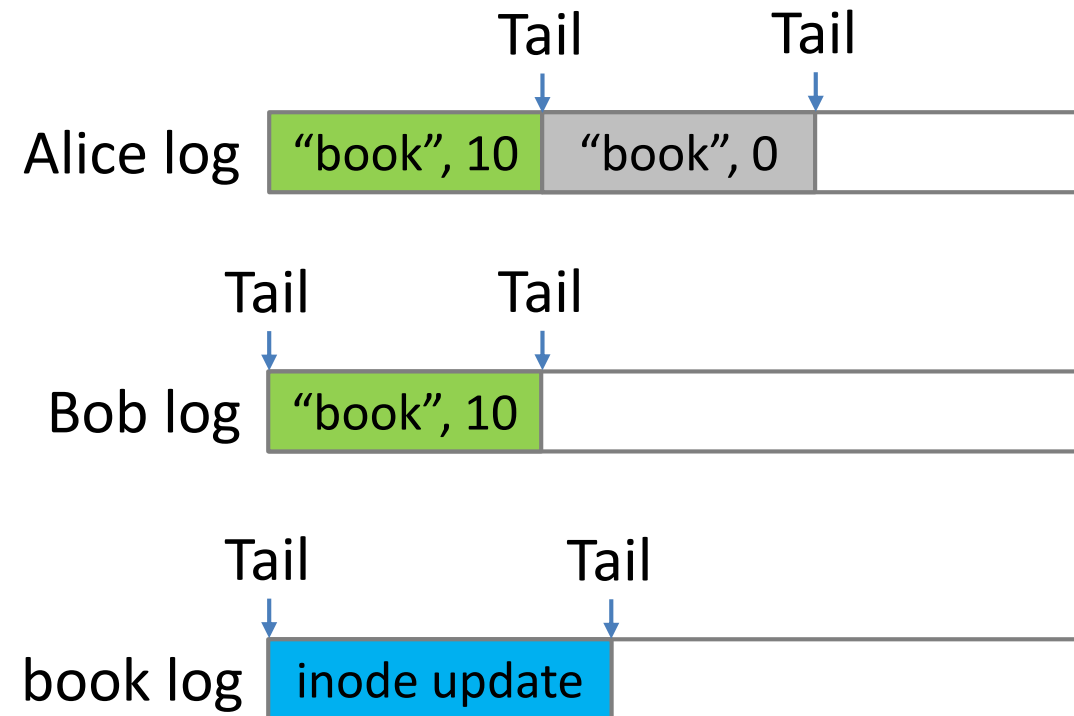 Tail Tail
Alice log “book”, 10 “book”, 0
Tail Tail
Bob log “book”, 10
Tail Tail
book log inode update